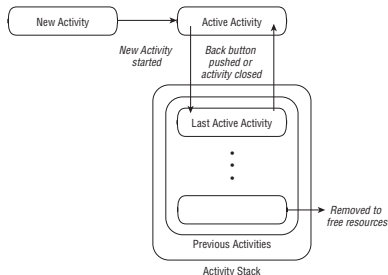 New Activity
Active Activity
New Activity
started
Back button
pushed or
activity closed
Last Active Activity
Removed to
free resources
Previous Activities
Activity Stack